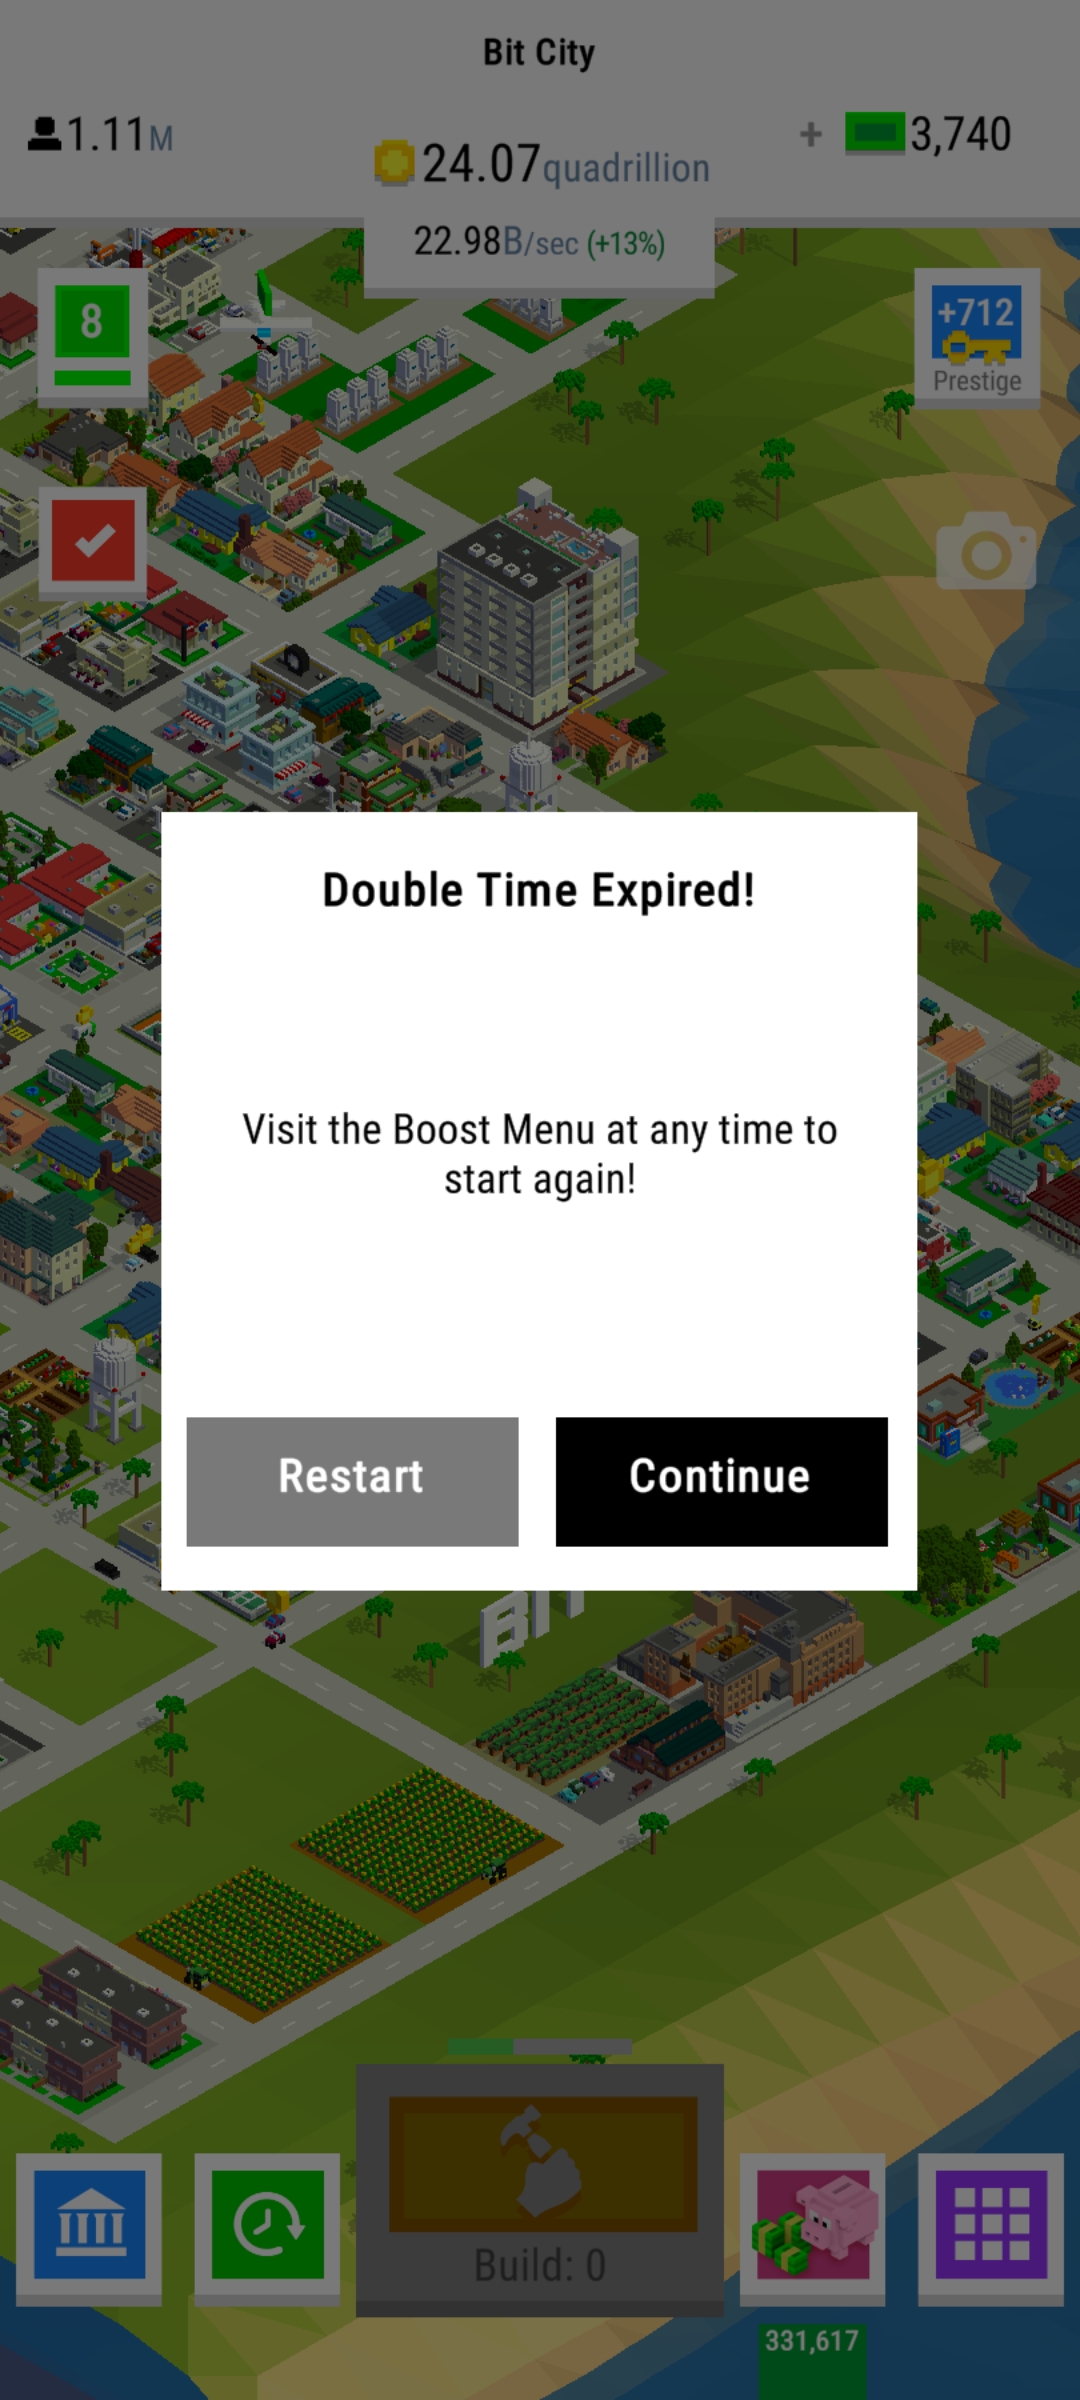 Bit City
1.11M
24.07quadrillion
+ 3,740
22.98B/sec (+13%)
8
+712
Prestige
Double Time Expired!
Visit the Boost Menu at any time to
start again!
Restart
Continue
BIT
Build: 0
331,617